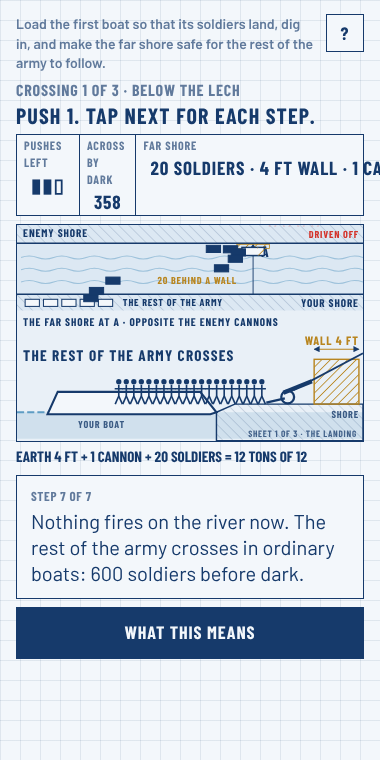 Load the first boat so that its soldiers land, dig
in, and make the far shore safe for the rest of the
army to follow.
?
CROSSING 1 OF 3 · BELOW THE LECH
PUSH 1. TAP NEXT FOR EACH STEP.
PUSHES
LEFT
ACROSS
BY
DARK
358
FAR SHORE
20 SOLDIERS · 4 FT WALL · 1 CA
ENEMY SHORE
DRIVEN OFF
A
20 BEHIND A WALL
THE REST OF THE ARMY
YOUR SHORE
THE FAR SHORE AT A · OPPOSITE THE ENEMY CANNONS
WALL 4 FT
THE REST OF THE ARMY CROSSES
SHORE
YOUR BOAT
SHEET 1 OF 3 · THE LANDING
EARTH 4 FT + 1 CANNON + 20 SOLDIERS = 12 TONS OF 12
STEP 7 OF 7
Nothing fires on the river now. The
rest of the army crosses in ordinary
boats: 600 soldiers before dark.
WHAT THIS MEANS